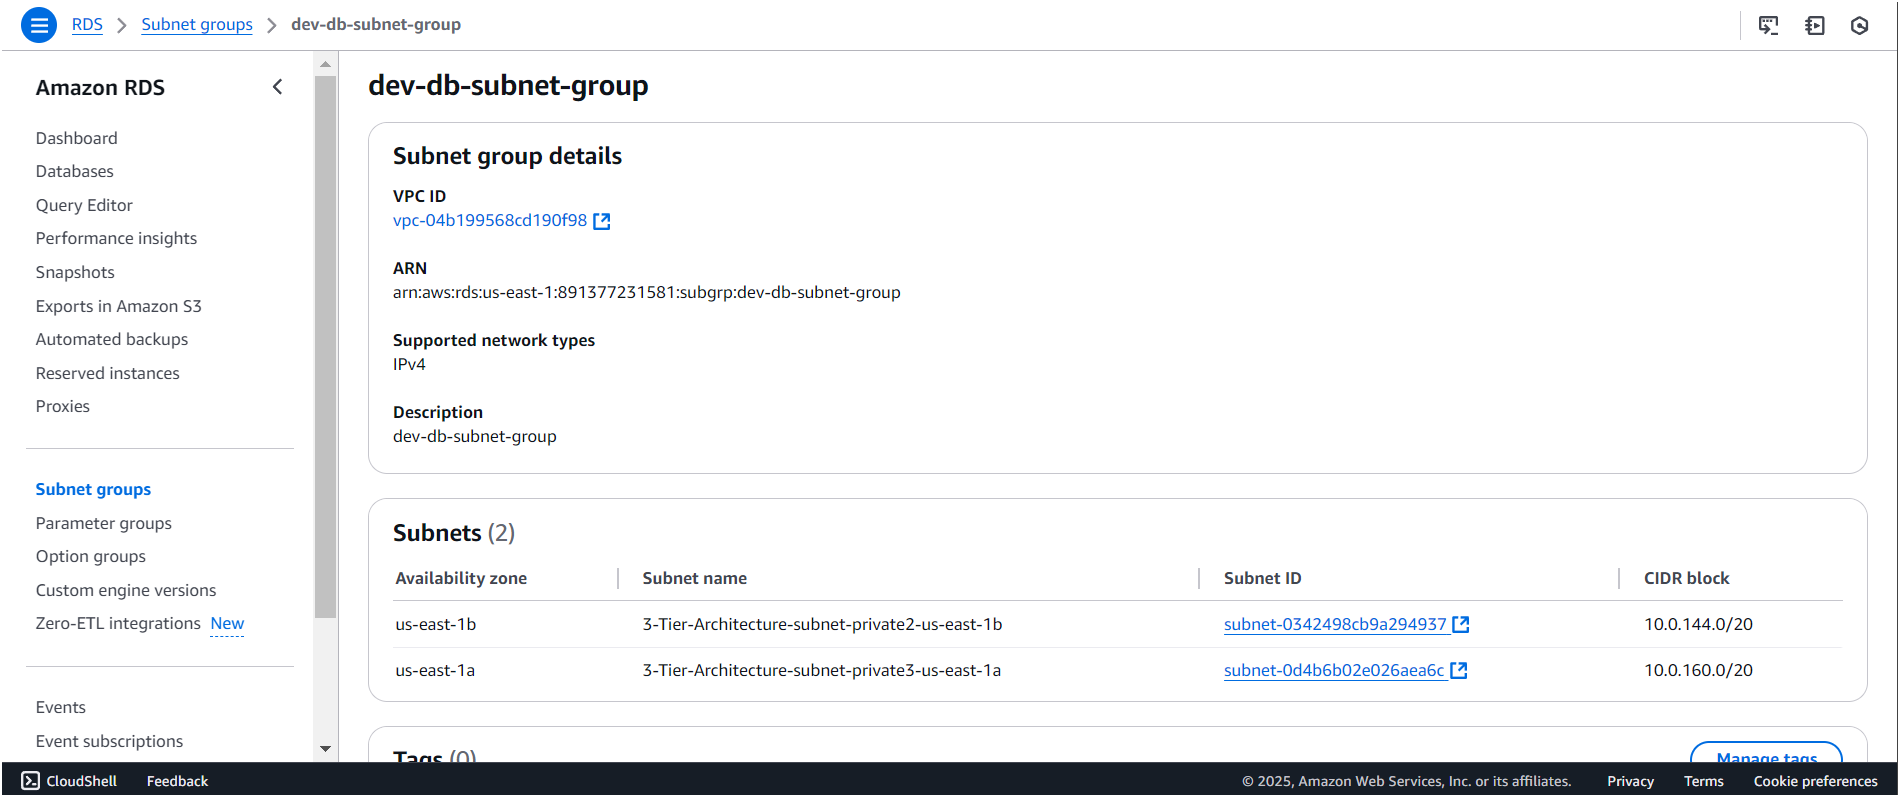 RDS > Subnet groups > dev-db-subnet-group
Amazon RDS
Dashboard
Databases
Query Editor
Performance insights
Snapshots
Exports in Amazon S3
Automated backups
Reserved instances
Proxies
Subnet groups
Parameter groups
Option groups
Custom engine versions
Zero-ETL integrations New
Events
Event subscriptions
dev-db-subnet-group
Subnet group details
VPC ID
vpc-04b199568cd190f98
ARN
arn:aws:rds:us-east-1:891377231581:subgrp:dev-db-subnet-group
Supported network types
IPv4
Description
dev-db-subnet-group
Subnets (2)
Availability zone Subnet name Subnet ID CIDR block
us-east-1b 3-Tier-Architecture-subnet-private2-us-east-1b subnet-0342498cb9a294937 10.0.144.0/20
us-east-1a 3-Tier-Architecture-subnet-private3-us-east-1a subnet-0d4b6b02e026aea6c 10.0.160.0/20
Tags (0) Manage tags
CloudShell Feedback © 2025, Amazon Web Services, Inc. or its affiliates. Privacy Terms Cookie preferences